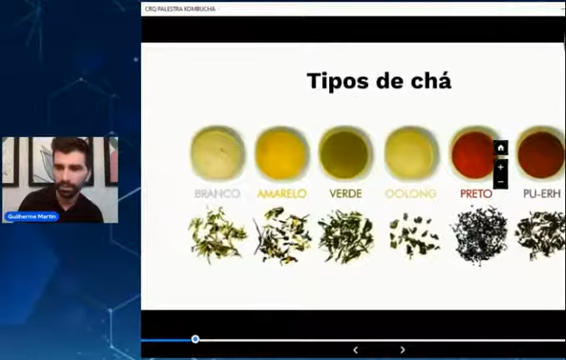 CRQ PALESTRA KOMBUCHA
Tipos de chá
BRANCO AMARELO VERDE OOLONG PRETO PU-ERH
Guilherme Martin